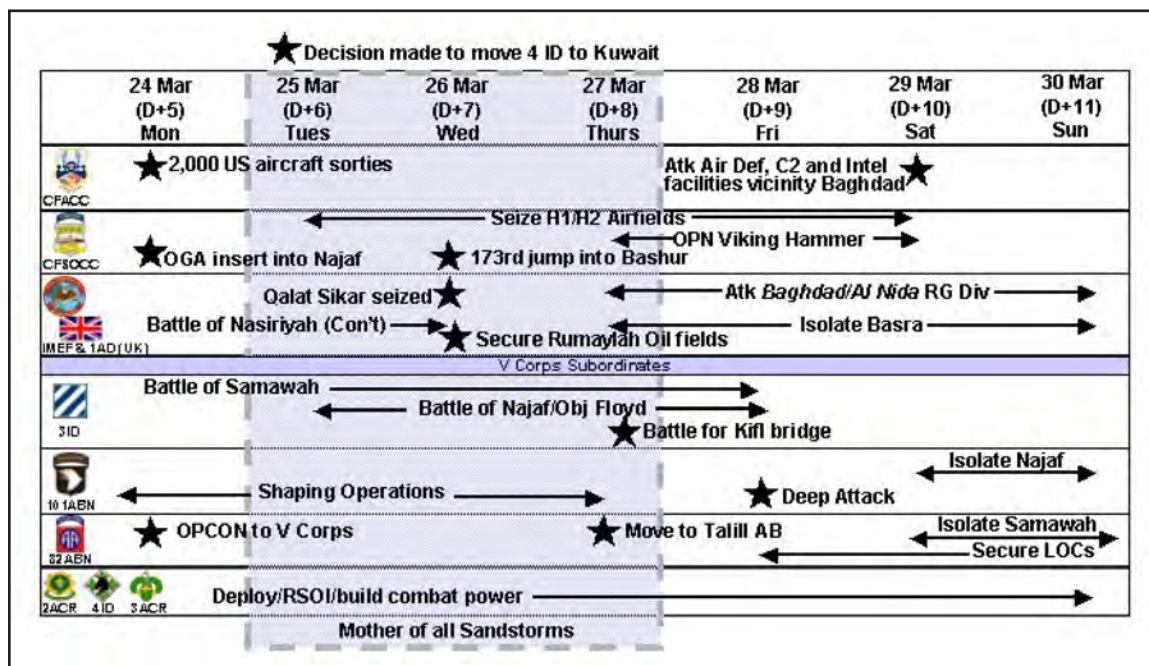 Decision made to move 4 ID to Kuwait
24 Mar 25 Mar 26 Mar 27 Mar 28 Mar 29 Mar 30 Mar
(D+5) (D+6) (D+7) (D+8) (D+9) (D+10) (D+11)
Mon Tues Wed Thurs Fri Sat Sun
2,000 US aircraft sorties
Atk Air Def, C2 and Intel
facilities vicinity Baghdad
CFACC
Seize H1/H2 Airfields
OPN Viking Hammer
OGA insert into Najaf
173rd jump into Bashur
CFSOCC
Qalat Sikar seized
Atk Baghdad/Al Nida RG Div
Battle of Nasiriyah (Con't)
Isolate Basra
Secure Rumaylah Oil fields
IMEF & 1AD(UK)
V Corps Subordinates
Battle of Samawah
Battle of Najaf/Obj Floyd
Battle for Kifl bridge
3ID
Isolate Najaf
Shaping Operations
Deep Attack
101ABN
OPCON to V Corps
Move to Talill AB
Isolate Samawah
Secure LOCs
82ABN
AA
Deploy/RSOI/build combat power
2ACR 4ID 3ACR
Mother of all Sandstorms